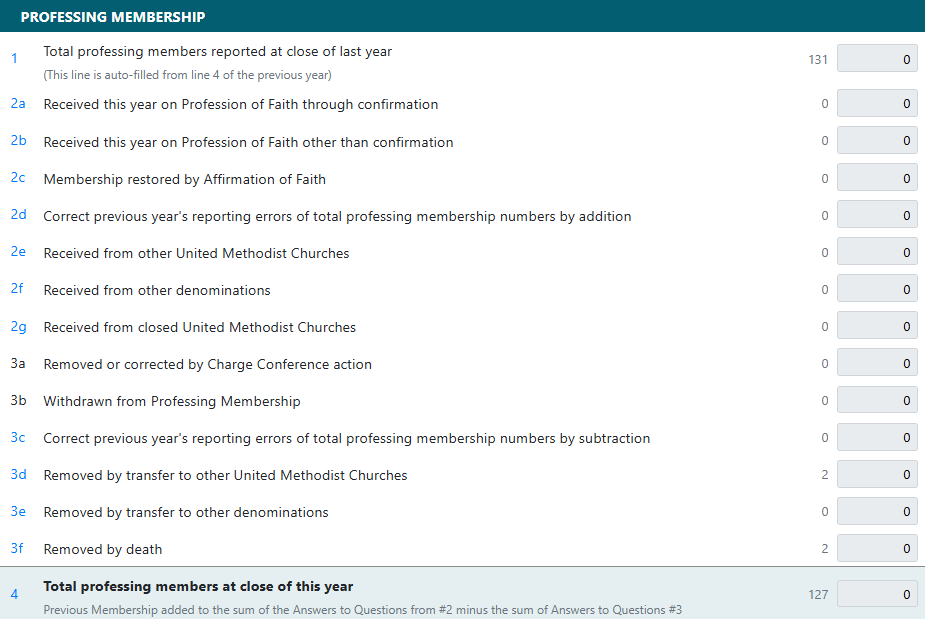 PROFESSING MEMBERSHIP
1 Total professing members reported at close of last year 131 0
(This line is auto-filled from line 4 of the previous year)
2a Received this year on Profession of Faith through confirmation 0 0
2b Received this year on Profession of Faith other than confirmation 0 0
2c Membership restored by Affirmation of Faith 0 0
2d Correct previous year's reporting errors of total professing membership numbers by addition 0 0
2e Received from other United Methodist Churches 0 0
2f Received from other denominations 0 0
2g Received from closed United Methodist Churches 0 0
3a Removed or corrected by Charge Conference action 0 0
3b Withdrawn from Professing Membership 0 0
3c Correct previous year's reporting errors of total professing membership numbers by subtraction 0 0
3d Removed by transfer to other United Methodist Churches 2 0
3e Removed by transfer to other denominations 0 0
3f Removed by death 2 0
4 Total professing members at close of this year 127 0
Previous Membership added to the sum of the Answers to Questions from #2 minus the sum of Answers to Questions #3